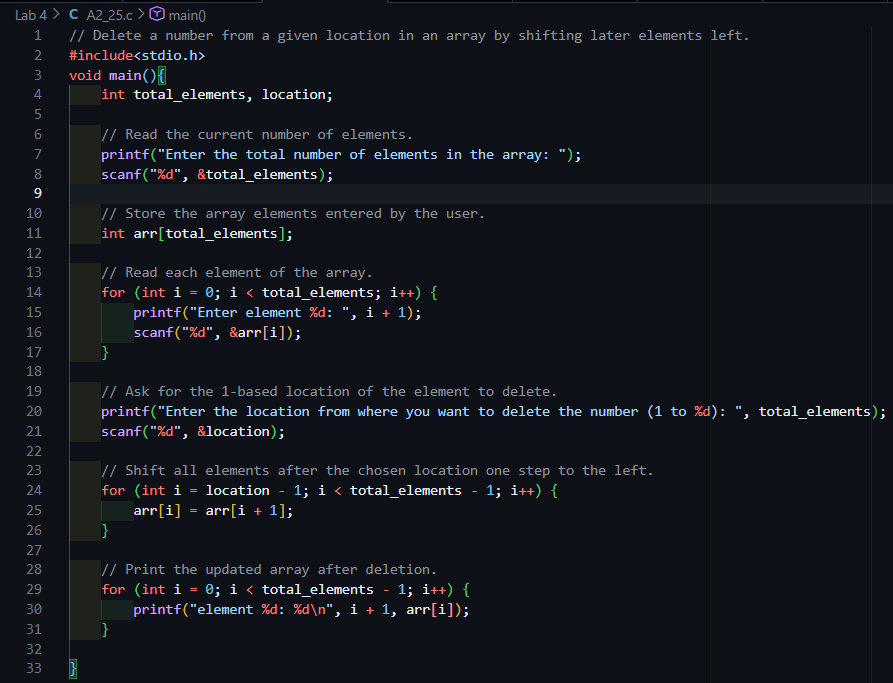 Lab 4 > C A2_25.c > main()
1 // Delete a number from a given location in an array by shifting later elements left.
2 #include<stdio.h>
3 void main(){
4 int total_elements, location;
5
6 // Read the current number of elements.
7 printf("Enter the total number of elements in the array: ");
8 scanf("%d", &total_elements);
9
10 // Store the array elements entered by the user.
11 int arr[total_elements];
12
13 // Read each element of the array.
14 for (int i = 0; i < total_elements; i++) {
15 printf("Enter element %d: ", i + 1);
16 scanf("%d", &arr[i]);
17 }
18
19 // Ask for the 1-based location of the element to delete.
20 printf("Enter the location from where you want to delete the number (1 to %d): ", total_elements);
21 scanf("%d", &location);
22
23 // Shift all elements after the chosen location one step to the left.
24 for (int i = location - 1; i < total_elements - 1; i++) {
25 arr[i] = arr[i + 1];
26 }
27
28 // Print the updated array after deletion.
29 for (int i = 0; i < total_elements - 1; i++) {
30 printf("element %d: %d\n", i + 1, arr[i]);
31 }
32
33 }